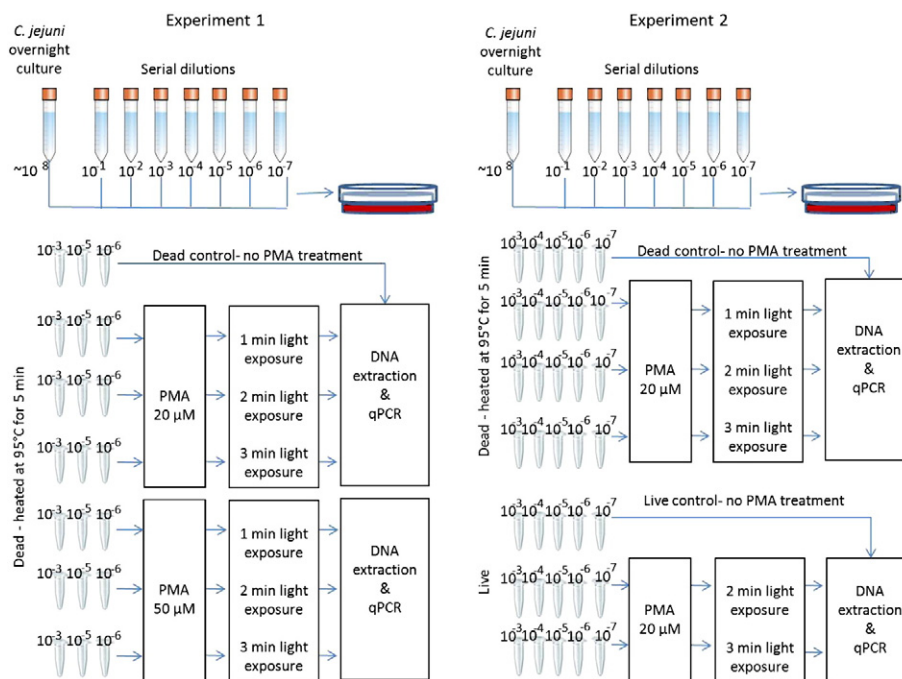 Experiment 1
C. jejuni
overnight
culture
Serial dilutions
~10⁸
10⁻¹ 10⁻² 10⁻³ 10⁻⁴ 10⁻⁵ 10⁻⁶ 10⁻⁷
10⁻³ 10⁻⁵ 10⁻⁶
Dead control- no PMA treatment
Dead - heated at 95°C for 5 min
10⁻³ 10⁻⁵ 10⁻⁶
10⁻³ 10⁻⁵ 10⁻⁶
10⁻³ 10⁻⁵ 10⁻⁶
PMA
20 µM
1 min light
exposure
2 min light
exposure
3 min light
exposure
DNA
extraction
&
qPCR
10⁻³ 10⁻⁵ 10⁻⁶
10⁻³ 10⁻⁵ 10⁻⁶
10⁻³ 10⁻⁵ 10⁻⁶
PMA
50 µM
1 min light
exposure
2 min light
exposure
3 min light
exposure
DNA
extraction
&
qPCR
Experiment 2
C. jejuni
overnight
culture
Serial dilutions
~10⁸
10⁻¹ 10⁻² 10⁻³ 10⁻⁴ 10⁻⁵ 10⁻⁶ 10⁻⁷
10⁻³ 10⁻⁴ 10⁻⁵ 10⁻⁶ 10⁻⁷
Dead control- no PMA treatment
Dead - heated at 95°C for 5 min
10⁻³ 10⁻⁴ 10⁻⁵ 10⁻⁶ 10⁻⁷
10⁻³ 10⁻⁴ 10⁻⁵ 10⁻⁶ 10⁻⁷
10⁻³ 10⁻⁴ 10⁻⁵ 10⁻⁶ 10⁻⁷
PMA
20 µM
1 min light
exposure
2 min light
exposure
3 min light
exposure
DNA
extraction
&
qPCR
10⁻³ 10⁻⁴ 10⁻⁵ 10⁻⁶ 10⁻⁷
Live control- no PMA treatment
Live
10⁻³ 10⁻⁴ 10⁻⁵ 10⁻⁶ 10⁻⁷
10⁻³ 10⁻⁴ 10⁻⁵ 10⁻⁶ 10⁻⁷
PMA
20 µM
2 min light
exposure
3 min light
exposure
DNA
extraction
&
qPCR